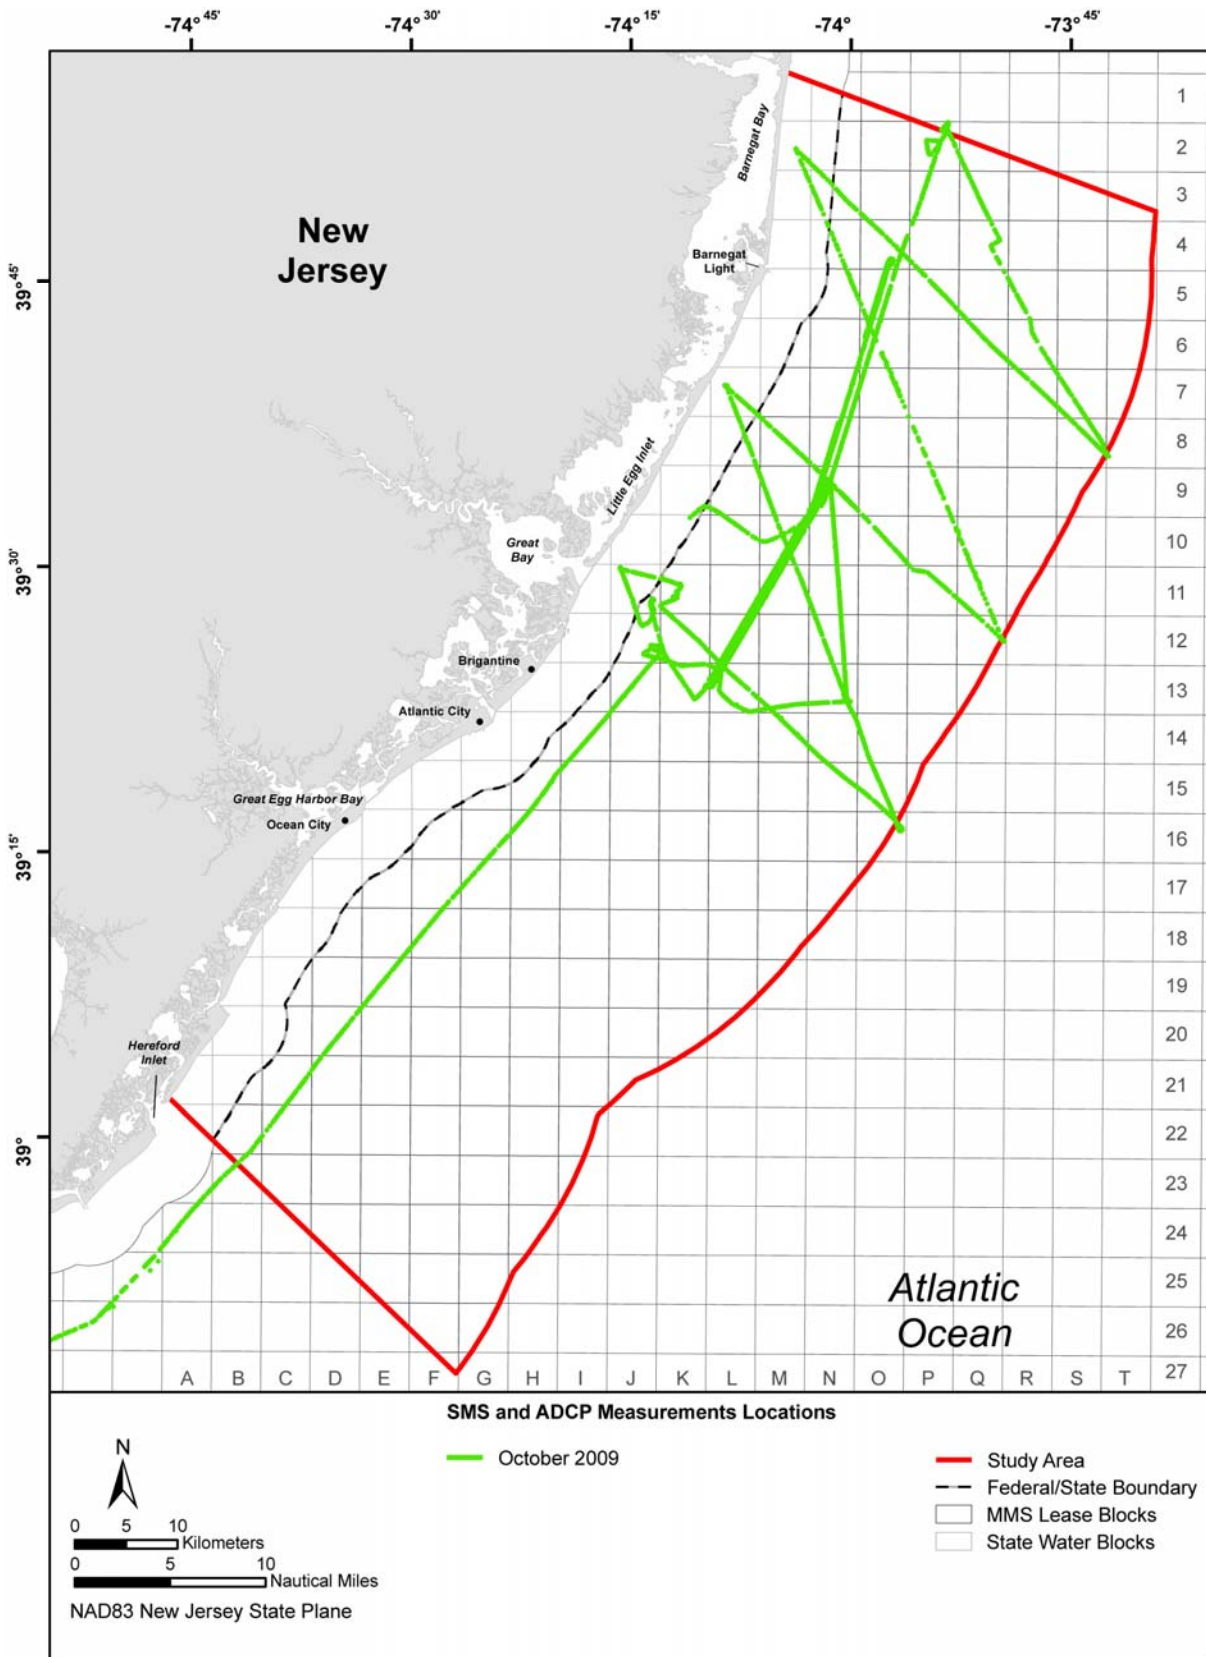 -74° 45'
-74° 30'
-74° 15'
-74°
-73° 45'
39° 45'
39° 30'
39° 15'
39°
New
Jersey
Barnegat Bay
Barnegat
Light
Little Egg Inlet
Great
Bay
Brigantine
Atlantic City
Great Egg Harbor Bay
Ocean City
Hereford
Inlet
Atlantic
Ocean
1
2
3
4
5
6
7
8
9
10
11
12
13
14
15
16
17
18
19
20
21
22
23
24
25
26
27
A B C D E F G H I J K L M N O P Q R S T
SMS and ADCP Measurements Locations
October 2009
Study Area
Federal/State Boundary
MMS Lease Blocks
State Water Blocks
N
0 5 10
Kilometers
0 5 10
Nautical Miles
NAD83 New Jersey State Plane